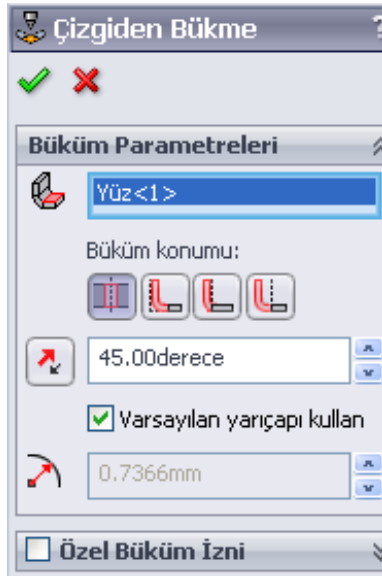 Çizgiden Bükme ?
Büküm Parametreleri
Yüz<1>
Büküm konumu:
45.00derece
Varsayılan yarıçapı kullan
0.7366mm
Özel Büküm İzni